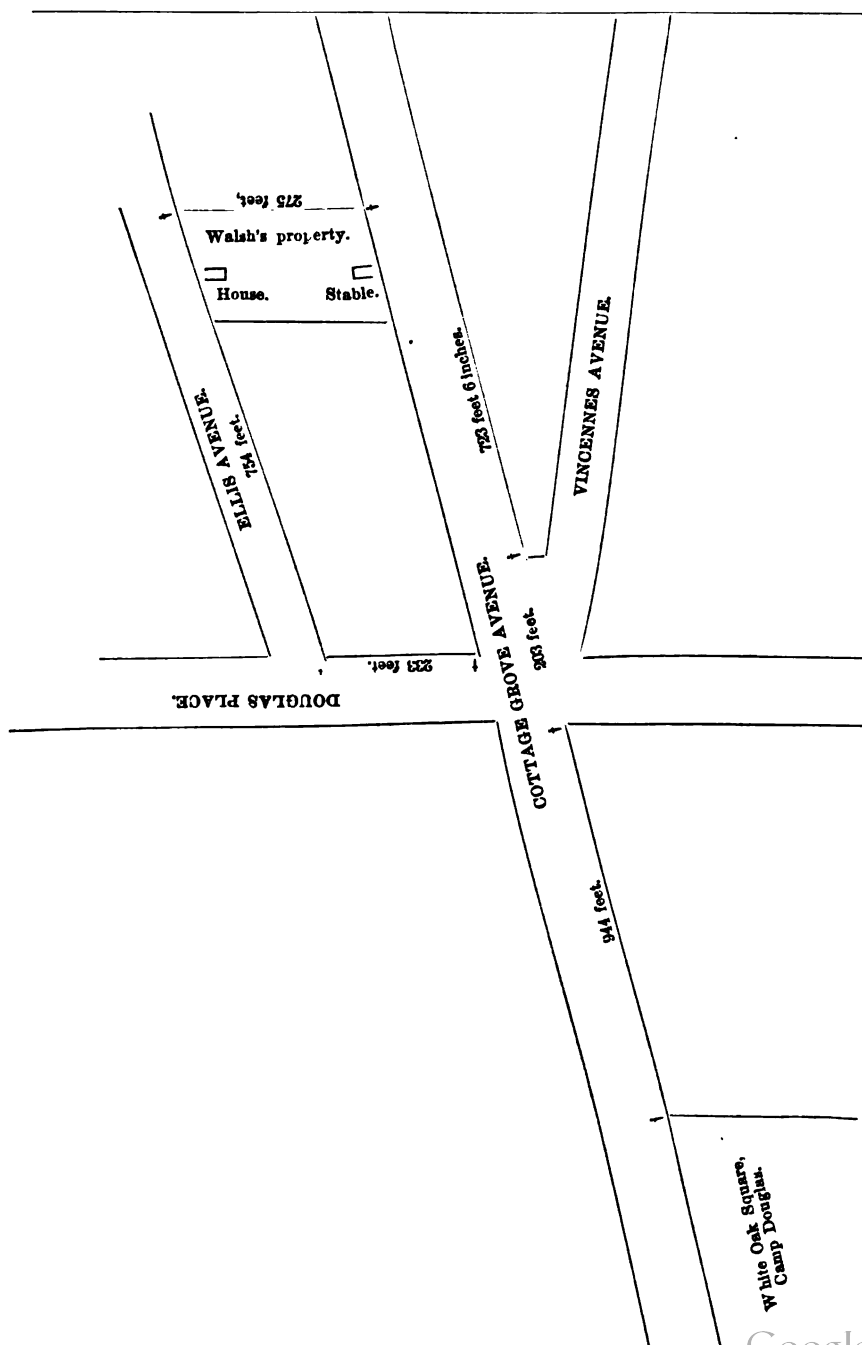 275 feet,
Walsh's property.
House. Stable.
ELLIS AVENUE.
754 feet.
723 feet 6 inches.
VINCENNES AVENUE.
COTTAGE GROVE AVENUE.
203 feet.
233 feet.
DOUGLAS PLACE.
944 feet.
White Oak Square,
Camp Douglas.
Google